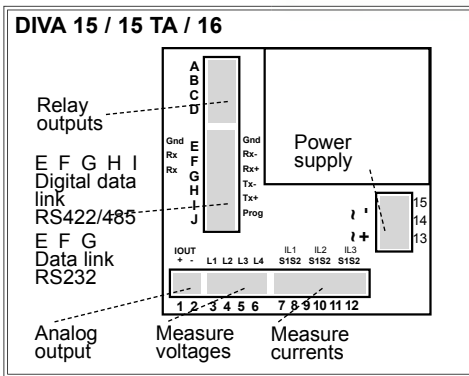 DIVA 15 / 15 TA / 16
A
B
C
D
Relay
outputs
Gnd
Rx
Rx
E
F
G
H
I
J
Gnd
Rx-
Rx+
Tx-
Tx+
Prog
Power
supply
E F G H I
Digital data
link
RS422/485
E F G
Data link
RS232
15
~ - 14
~ + 13
IOUT IL1 IL2 IL3
+ - L1 L2 L3 L4 S1S2 S1S2 S1S2
1 2 3 4 5 6 7 8 9 10 11 12
Analog
output
Measure
voltages
Measure
currents